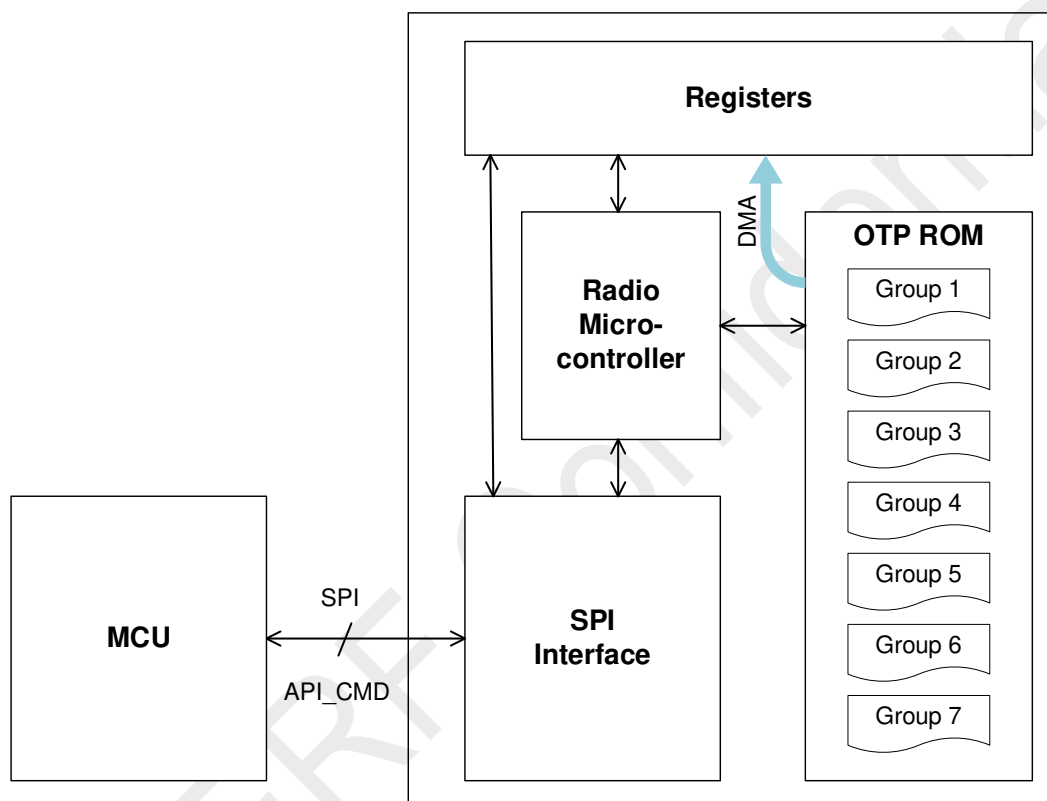 Registers
DMA
OTP ROM
Group 1
Group 2
Group 3
Group 4
Group 5
Group 6
Group 7
Radio
Micro-
controller
MCU
SPI
API_CMD
SPI
Interface